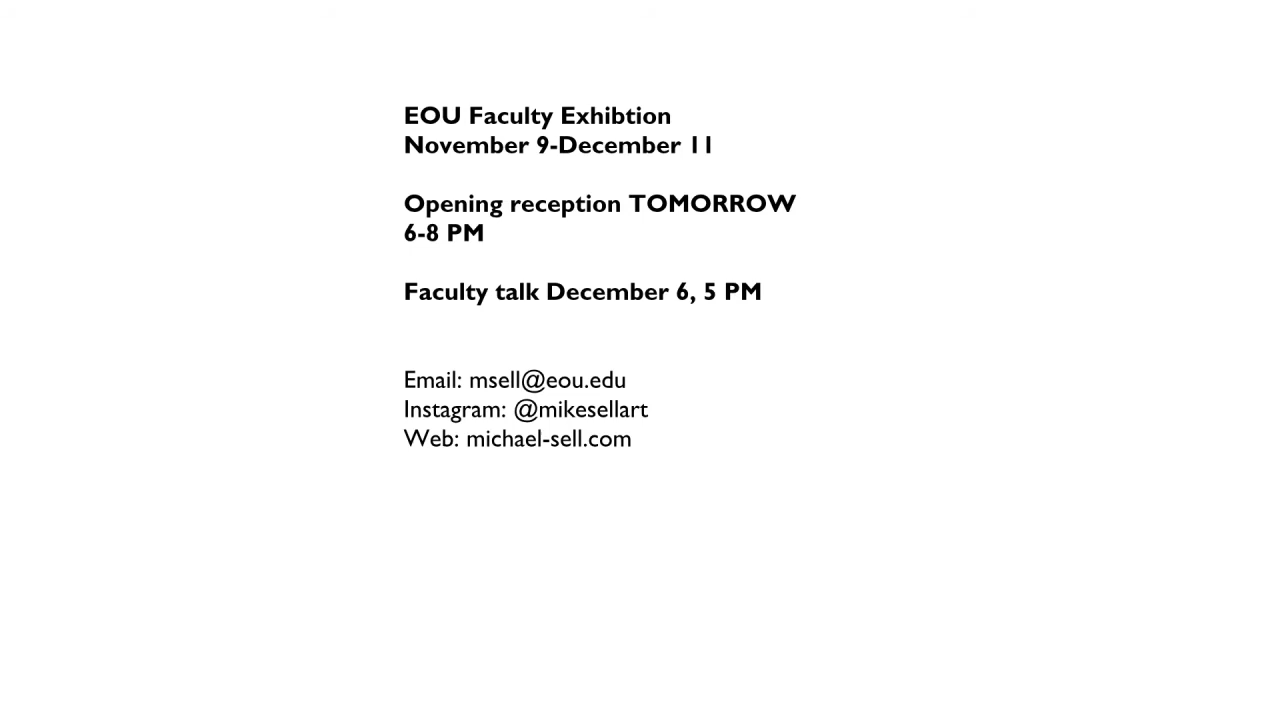 EOU Faculty Exhibtion
November 9-December 11
Opening reception TOMORROW
6-8 PM
Faculty talk December 6, 5 PM
Email: msell@eou.edu
Instagram: @mikesellart
Web: michael-sell.com